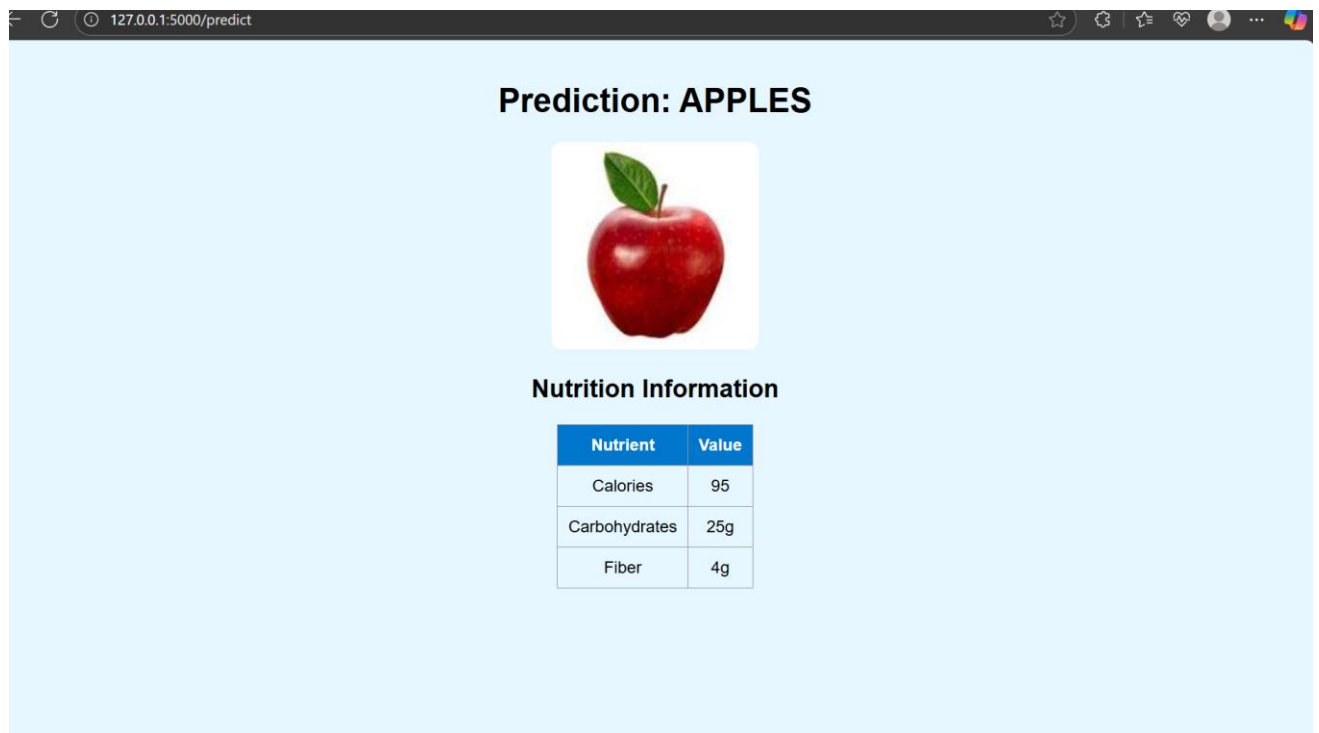 127.0.0.1:5000/predict
Prediction: APPLES
Nutrition Information
Nutrient Value
Calories 95
Carbohydrates 25g
Fiber 4g